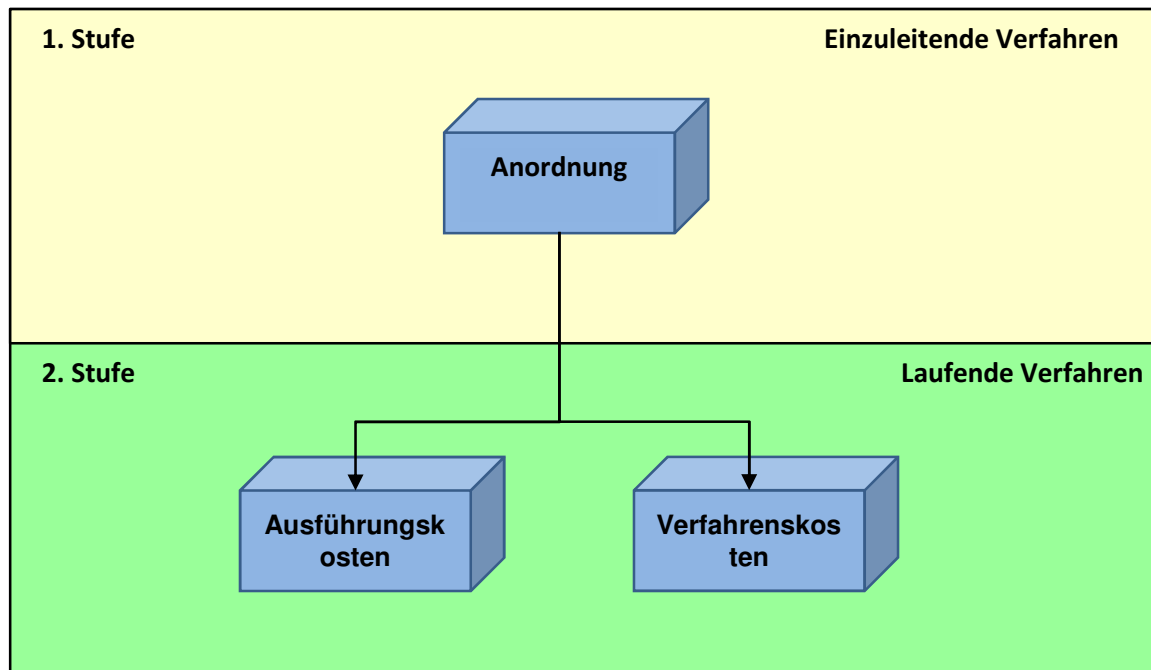 1. Stufe Einzuleitende Verfahren
Anordnung
2. Stufe Laufende Verfahren
Ausführungsk
osten
Verfahrenskos
ten